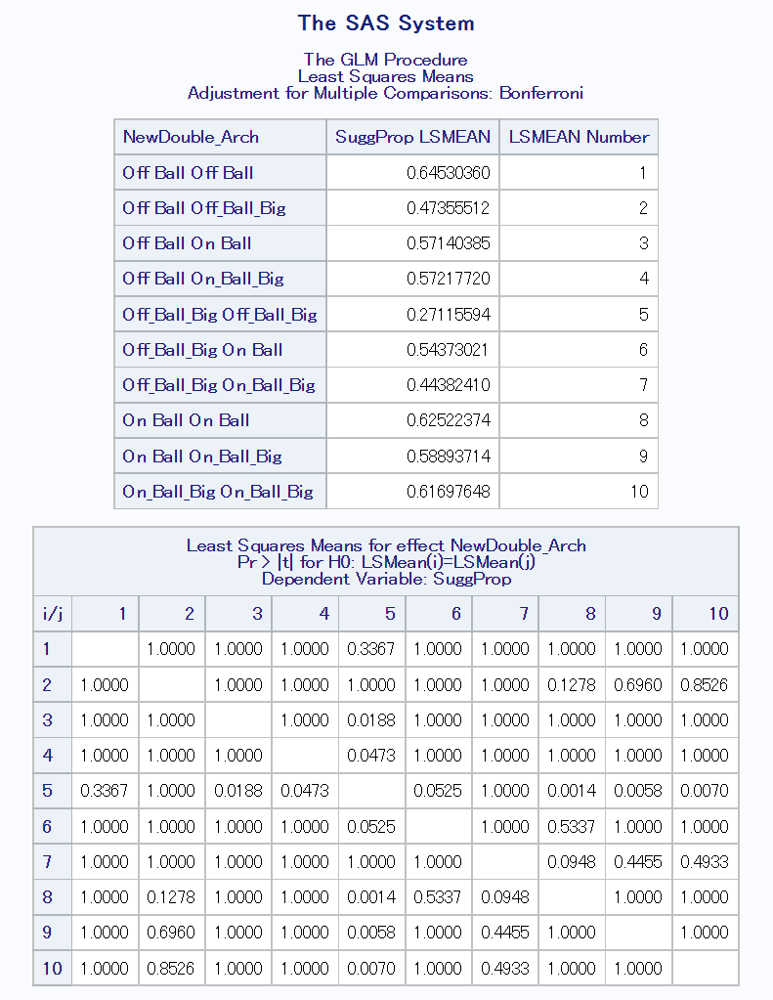 The SAS System
The GLM Procedure
Least Squares Means
Adjustment for Multiple Comparisons: Bonferroni
NewDouble_Arch SuggProp LSMEAN LSMEAN Number
Off Ball Off Ball 0.64530360 1
Off Ball Off_Ball_Big 0.47355512 2
Off Ball On Ball 0.57140385 3
Off Ball On_Ball_Big 0.57217720 4
Off_Ball_Big Off_Ball_Big 0.27115594 5
Off_Ball_Big On Ball 0.54373021 6
Off_Ball_Big On_Ball_Big 0.44382410 7
On Ball On Ball 0.62522374 8
On Ball On_Ball_Big 0.58893714 9
On_Ball_Big On_Ball_Big 0.61697648 10
Least Squares Means for effect NewDouble_Arch
Pr > |t| for H0: LSMean(i)=LSMean(j)
Dependent Variable: SuggProp
i/j 1 2 3 4 5 6 7 8 9 10
1 1.0000 1.0000 1.0000 0.3367 1.0000 1.0000 1.0000 1.0000 1.0000
2 1.0000 1.0000 1.0000 1.0000 1.0000 1.0000 0.1278 0.6960 0.8526
3 1.0000 1.0000 1.0000 0.0188 1.0000 1.0000 1.0000 1.0000 1.0000
4 1.0000 1.0000 1.0000 0.0473 1.0000 1.0000 1.0000 1.0000 1.0000
5 0.3367 1.0000 0.0188 0.0473 0.0525 1.0000 0.0014 0.0058 0.0070
6 1.0000 1.0000 1.0000 1.0000 0.0525 1.0000 0.5337 1.0000 1.0000
7 1.0000 1.0000 1.0000 1.0000 1.0000 1.0000 0.0948 0.4455 0.4933
8 1.0000 0.1278 1.0000 1.0000 0.0014 0.5337 0.0948 1.0000 1.0000
9 1.0000 0.6960 1.0000 1.0000 0.0058 1.0000 0.4455 1.0000 1.0000
10 1.0000 0.8526 1.0000 1.0000 0.0070 1.0000 0.4933 1.0000 1.0000